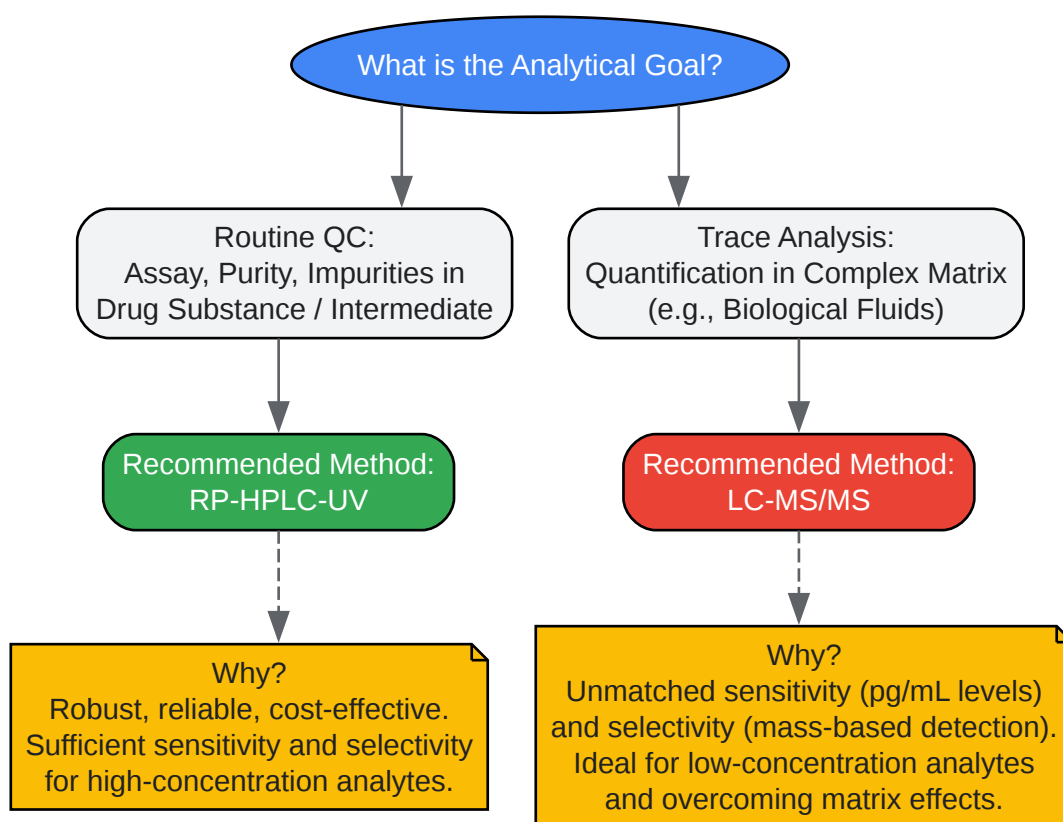 What is the Analytical Goal?
Routine QC:
Assay, Purity, Impurities in
Drug Substance / Intermediate
Trace Analysis:
Quantification in Complex Matrix
(e.g., Biological Fluids)
Recommended Method:
RP-HPLC-UV
Recommended Method:
LC-MS/MS
Why?
Robust, reliable, cost-effective.
Sufficient sensitivity and selectivity
for high-concentration analytes.
Why?
Unmatched sensitivity (pg/mL levels)
and selectivity (mass-based detection).
Ideal for low-concentration analytes
and overcoming matrix effects.